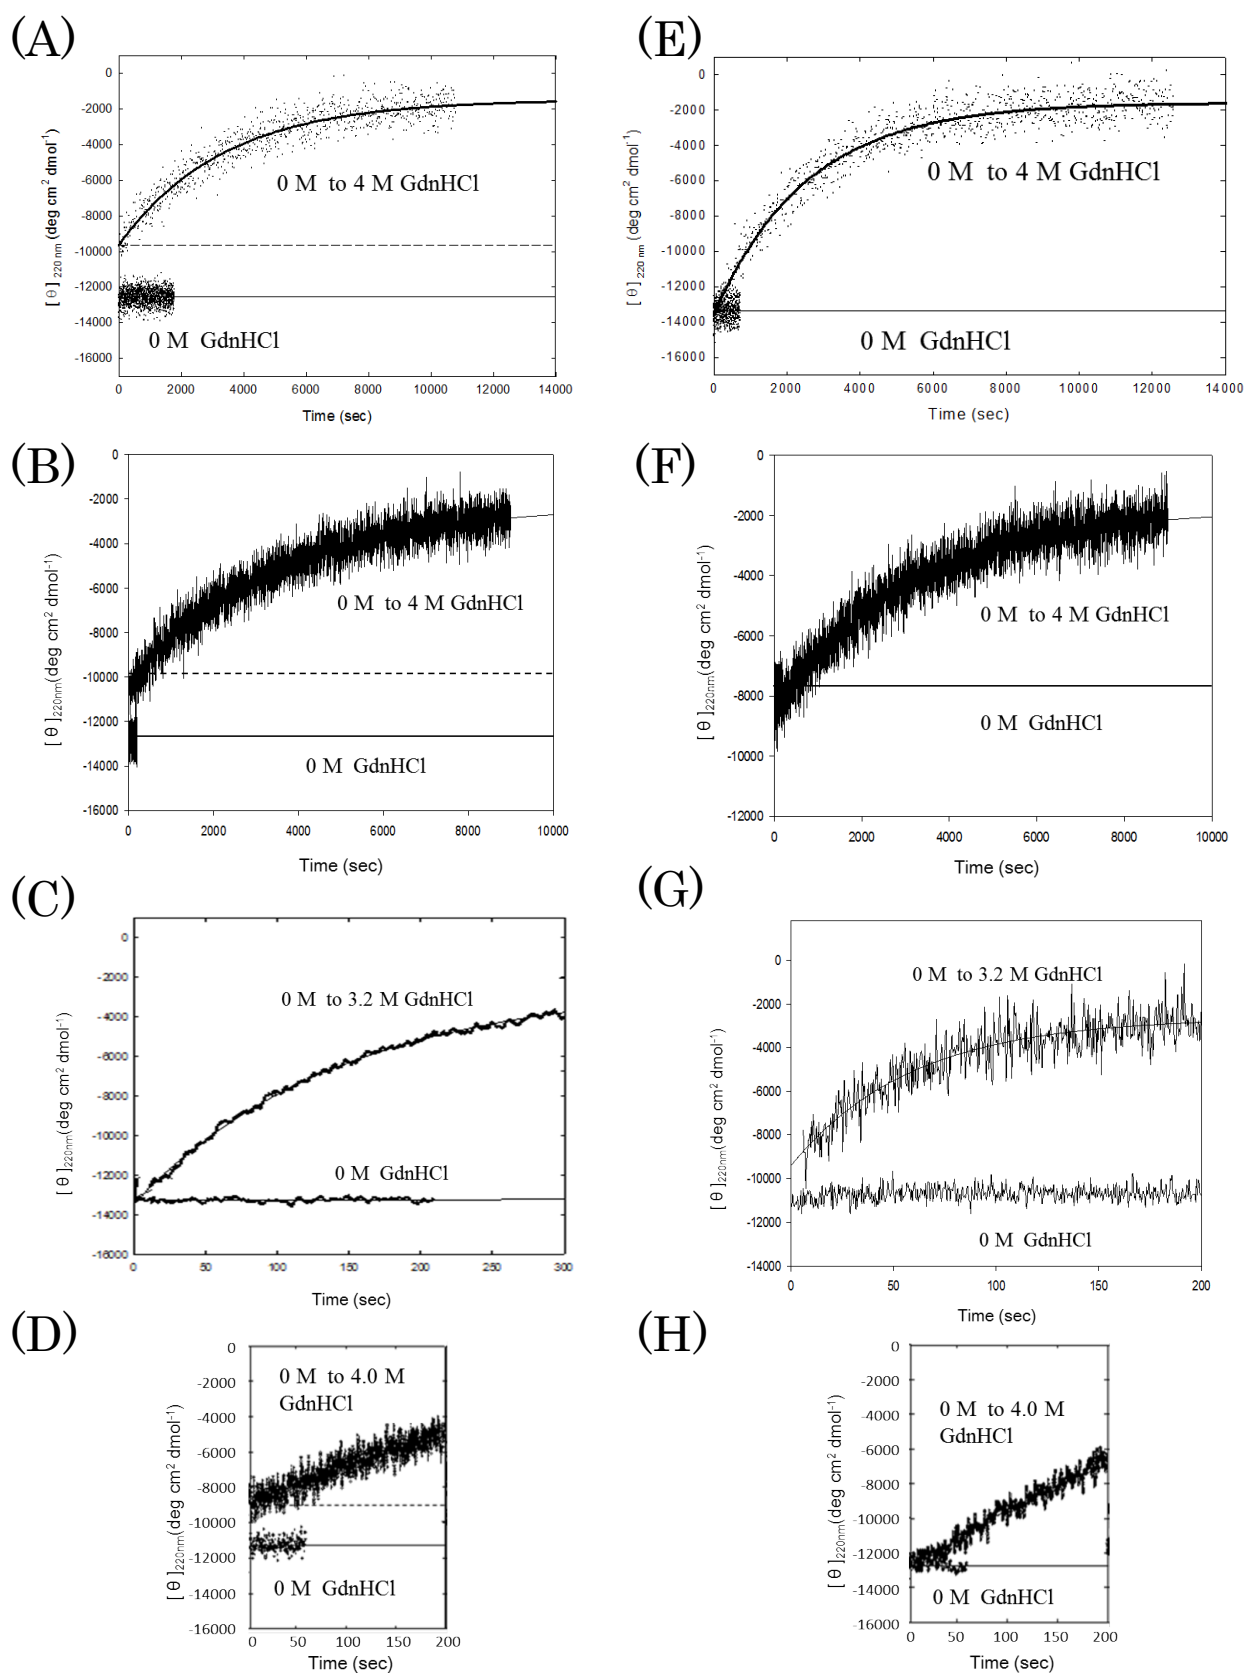 (A)
0
-2000
-4000
-6000
-8000
-10000
-12000
-14000
-16000
[ θ ] 220 nm (deg cm² dmol⁻¹)
0 M to 4 M GdnHCl
0 M GdnHCl
0 2000 4000 6000 8000 10000 12000 14000
Time (sec)
(E)
0
-2000
-4000
-6000
-8000
-10000
-12000
-14000
-16000
[ θ ] 220 nm (deg cm² dmol⁻¹)
0 M to 4 M GdnHCl
0 M GdnHCl
0 2000 4000 6000 8000 10000 12000 14000
Time (sec)
(B)
0
-2000
-4000
-6000
-8000
-10000
-12000
-14000
-16000
[ θ ]220nm(deg cm² dmol⁻¹)
0 M to 4 M GdnHCl
0 M GdnHCl
0 2000 4000 6000 8000 10000
Time (sec)
(F)
0
-2000
-4000
-6000
-8000
-10000
-12000
[ θ ]220nm(deg cm² dmol⁻¹)
0 M to 4 M GdnHCl
0 M GdnHCl
0 2000 4000 6000 8000 10000
Time (sec)
(C)
0
-2000
-4000
-6000
-8000
-10000
-12000
-14000
-16000
[ θ ]220nm(deg cm² dmol⁻¹)
0 M to 3.2 M GdnHCl
0 M GdnHCl
0 50 100 150 200 250 300
Time (sec)
(G)
0
-2000
-4000
-6000
-8000
-10000
-12000
-14000
[ θ ]220nm(deg cm² dmol⁻¹)
0 M to 3.2 M GdnHCl
0 M GdnHCl
0 50 100 150 200
Time (sec)
(D)
0
-2000
-4000
-6000
-8000
-10000
-12000
-14000
-16000
[ θ ]220nm(deg cm² dmol⁻¹)
0 M to 4.0 M
GdnHCl
0 M GdnHCl
0 50 100 150 200
Time (sec)
(H)
0
-2000
-4000
-6000
-8000
-10000
-12000
-14000
-16000
[ θ ]220nm(deg cm² dmol⁻¹)
0 M to 4.0 M
GdnHCl
0 M GdnHCl
0 50 100 150 200
Time (sec)